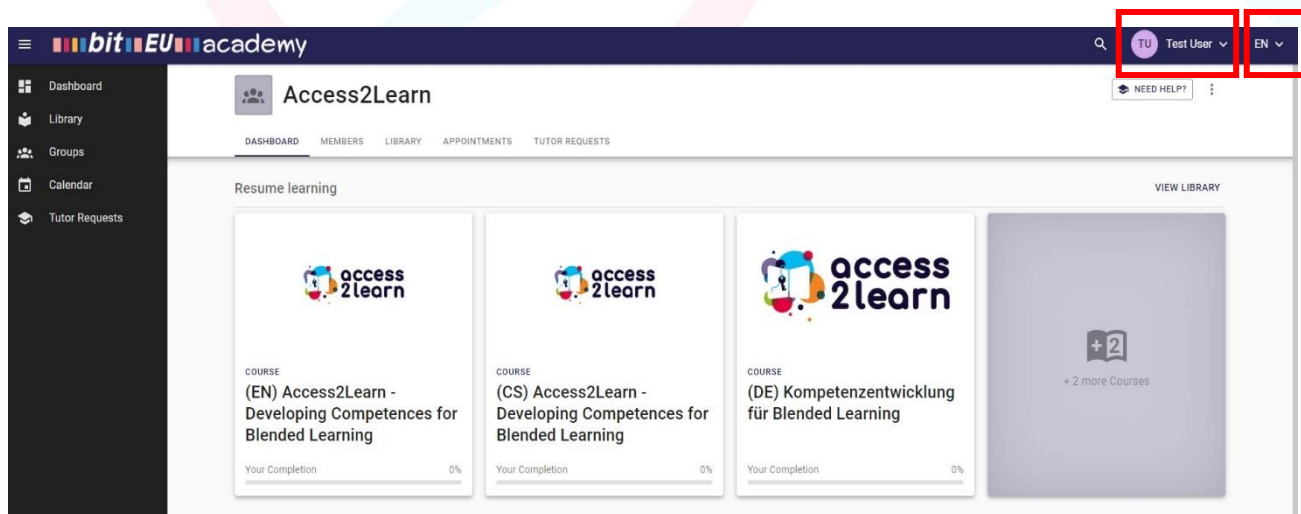 bit EU academy
TU Test User EN
Dashboard
Library
Groups
Calendar
Tutor Requests
Access2Learn
NEED HELP?
DASHBOARD MEMBERS LIBRARY APPOINTMENTS TUTOR REQUESTS
Resume learning
VIEW LIBRARY
access
2learn
COURSE
(EN) Access2Learn -
Developing Competences for
Blended Learning
Your Completion 0%
access
2learn
COURSE
(CS) Access2Learn -
Developing Competences for
Blended Learning
Your Completion 0%
access
2learn
COURSE
(DE) Kompetenzentwicklung
für Blended Learning
Your Completion 0%
+2
+ 2 more Courses